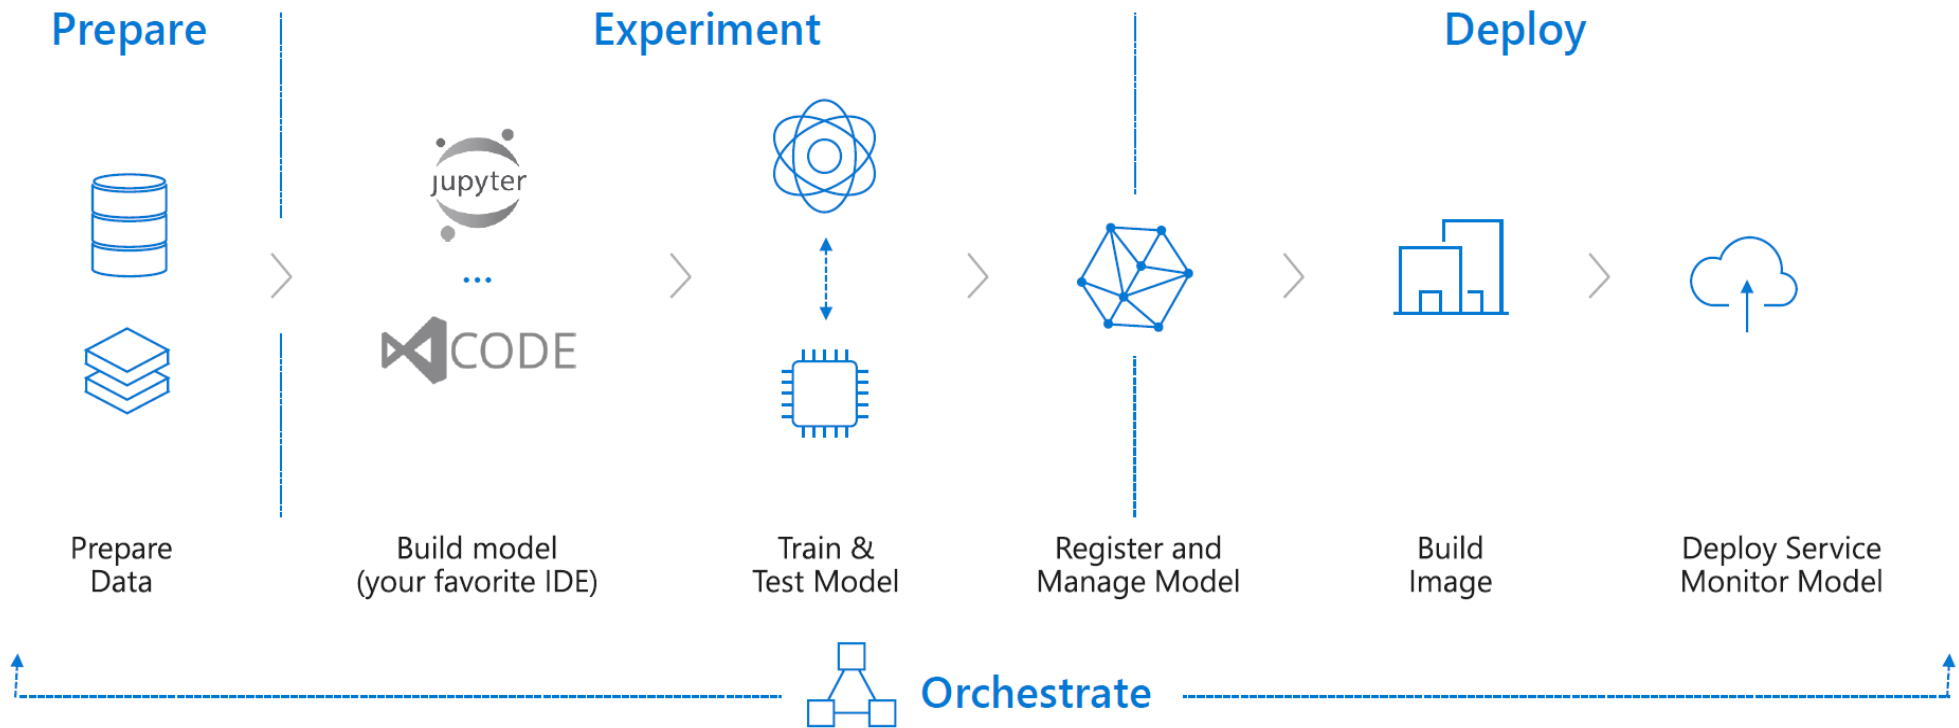 Prepare
Experiment
Deploy
jupyter
...
CODE
Prepare
Data
Build model
(your favorite IDE)
Train &
Test Model
Register and
Manage Model
Build
Image
Deploy Service
Monitor Model
Orchestrate